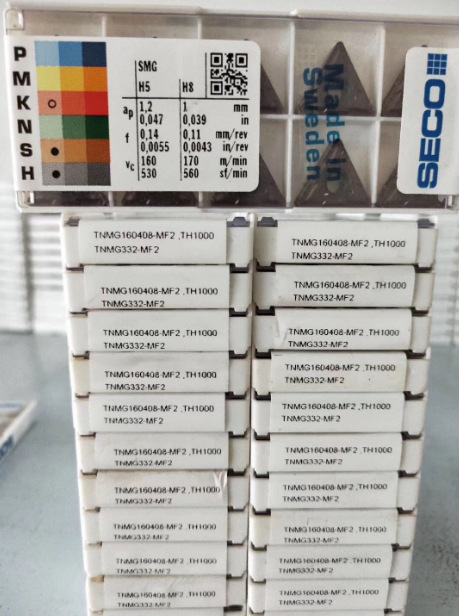 P
M
K
N
S
H
SMG
H5 H8
ap 1,2 1 mm
0,047 0,039 in
f 0,14 0,11 mm/rev
0,0055 0,0043 in/rev
vc 160 170 m/min
530 560 sf/min
Made in
Sweden
SECO
TNMG160408-MF2 ,TH1000
TNMG332-MF2
TNMG160408-MF2 ,TH1000
TNMG332-MF2
TNMG160408-MF2 ,TH1000
TNMG332-MF2
TNMG160408-MF2 ,TH1000
TNMG332-MF2
TNMG160408-MF2 ,TH1000
TNMG332-MF2
TNMG160408-MF2 ,TH1000
TNMG332-MF2
TNMG160408-MF2 ,TH1000
TNMG332-MF2
TNMG160408-MF2 ,TH1000
TNMG332-MF2
TNMG160408-MF2 ,TH1000
TNMG332-MF2
TNMG160408-MF2 ,TH1000
TNMG332-MF2
TNMG160408-MF2 ,TH1000
TNMG332-MF2
TNMG160408-MF2 ,TH1000
TNMG332-MF2
TNMG160408-MF2 ,TH1000
TNMG332-MF2
TNMG160408-MF2 ,TH1000
TNMG332-MF2
TNMG160408-MF2 ,TH1000
TNMG332-MF2
TNMG160408-MF2 ,TH1000
TNMG332-MF2
TNMG160408-MF2 ,TH1000
TNMG332-MF2
TNMG160408-MF2 ,TH1000
TNMG332-MF2
TNMG160408-MF2 ,TH1000
TNMG332-MF2
TNMG160408-MF2 ,TH1000
TNMG332-MF2